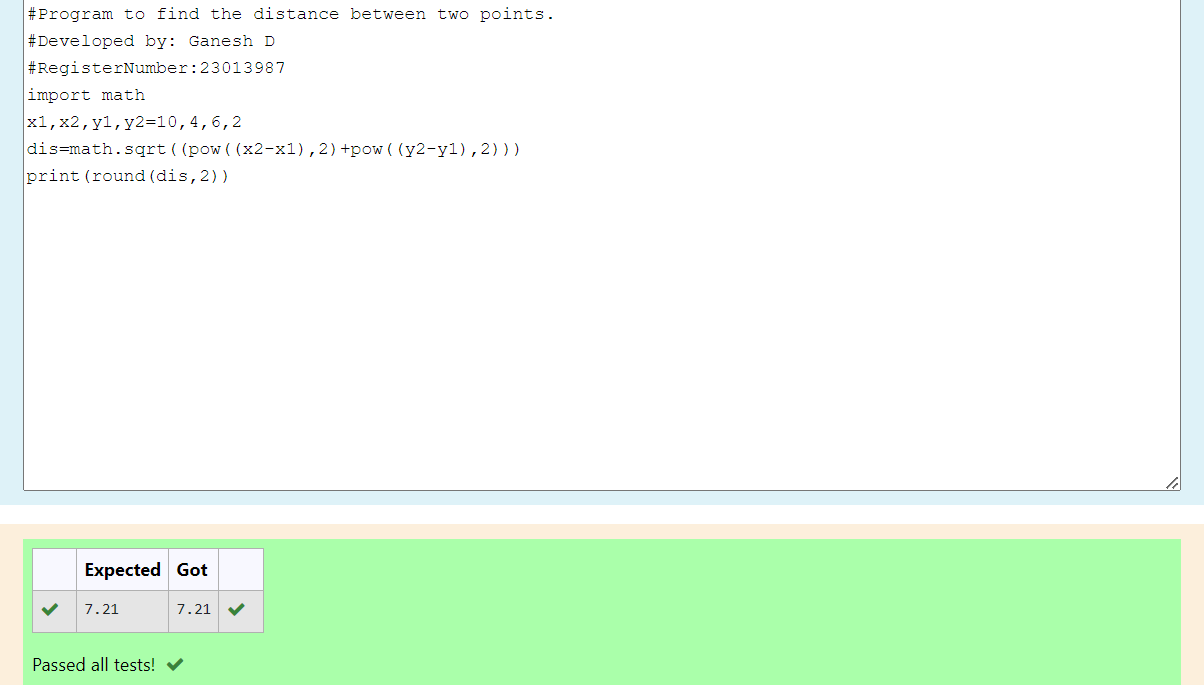 #Program to find the distance between two points.
#Developed by: Ganesh D
#RegisterNumber:23013987
import math
x1,x2,y1,y2=10,4,6,2
dis=math.sqrt((pow((x2-x1),2)+pow((y2-y1),2)))
print(round(dis,2))
Expected Got
7.21 7.21
Passed all tests!